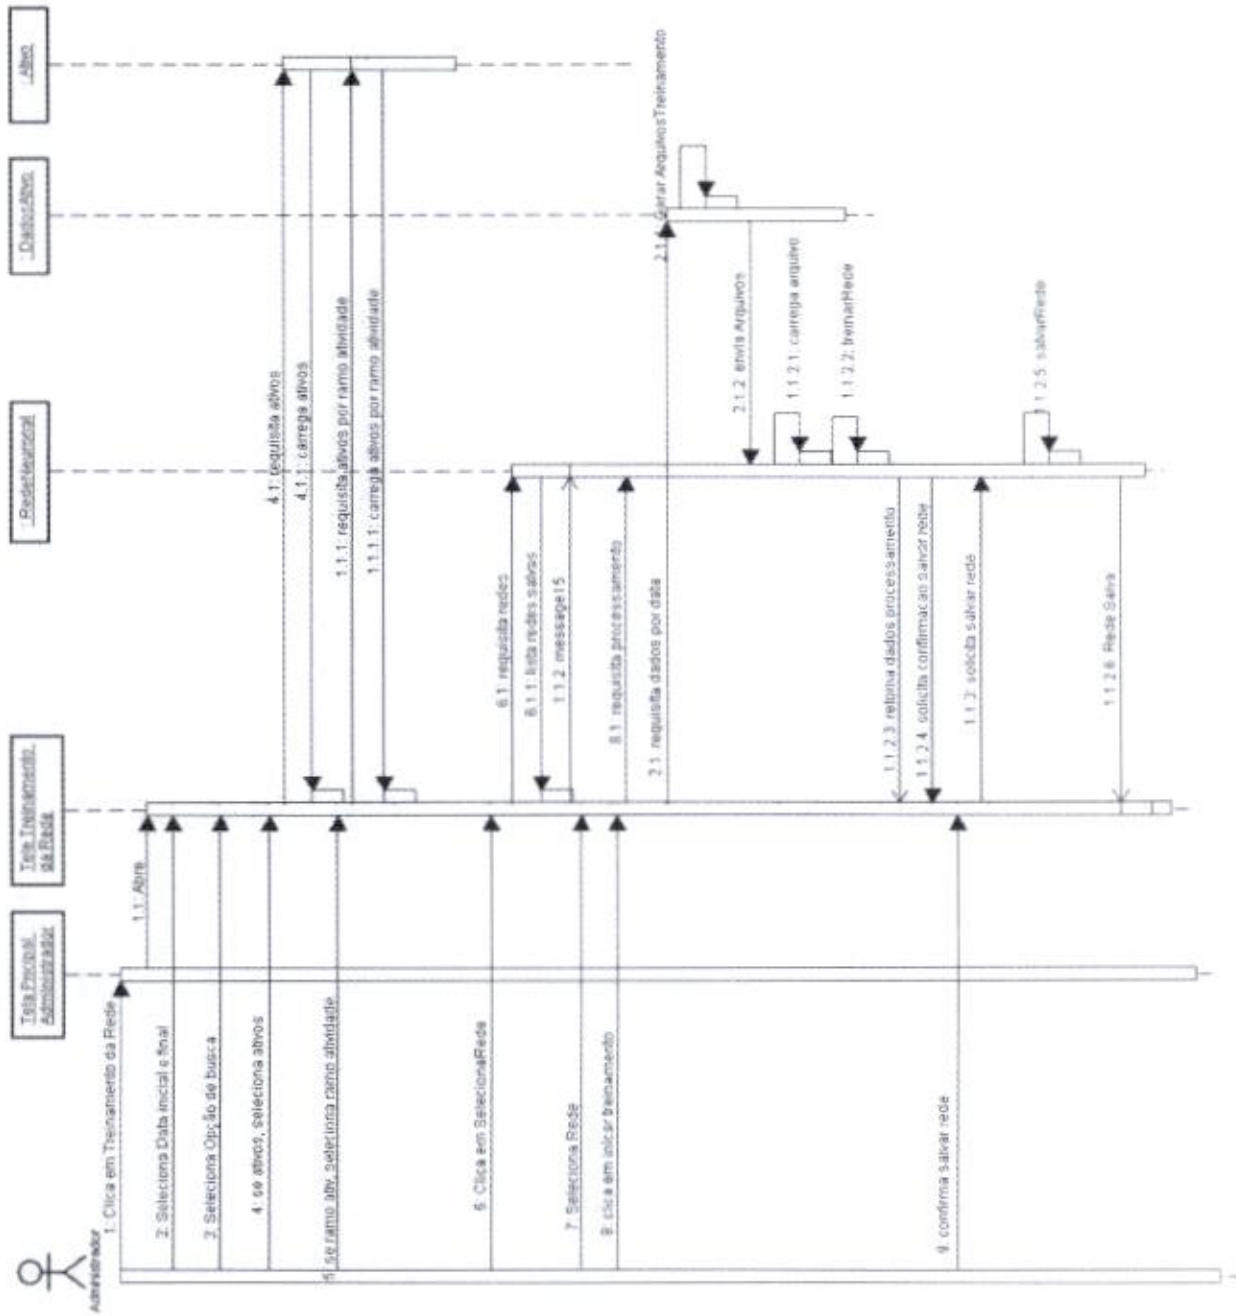 Administrador
Tela Principal
Administrador
Tela Treinamento
da Rede
: Redeneural
: DadosAtivo
: Ativo
1: Clica em Treinamento da Rede
1.1: Abre
2: Seleciona Data inicial e final
3: Seleciona Opção de busca
4: se ativos, seleciona ativos
4.1: requisita ativos
4.1.1: carrega ativos
5: se ramo ativ, seleciona ramo atividade
1.1.1: requisita ativos por ramo atividade
1.1.1.1: carrega ativos por ramo atividade
6: Clica em SelecionaRede
6.1: requisita redes
6.1.1: lista redes salvas
1.1.2: message15
7: Seleciona Rede
8: clica em inicar treinamento
8.1: requisita processamento
2.1: requisita dados por data
Gerar ArquivosTreinamento
2.1.2: envia Arquivos
1.1.2.1: carrega arquivo
1.1.2.2: treinarRede
1.1.2.3: retorna dados processamento
1.1.2.4: solicita confirmacao salvar rede
9: confirma salvar rede
1.1.3: solicita salvar rede
1.1.2.5: salvarRede
1.1.2.6: Rede Salva